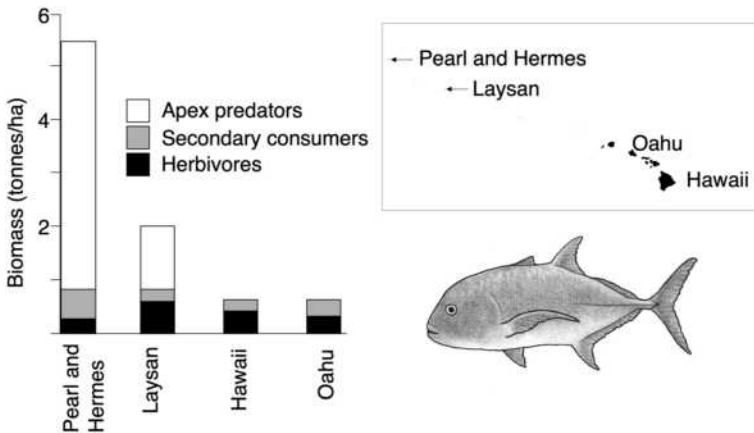 6
4
2
Biomass (tonnes/ha)
Apex predators
Secondary consumers
Herbivores
Pearl and
Hermes
Laysan
Hawaii
Oahu
Pearl and Hermes
Laysan
Oahu
Hawaii